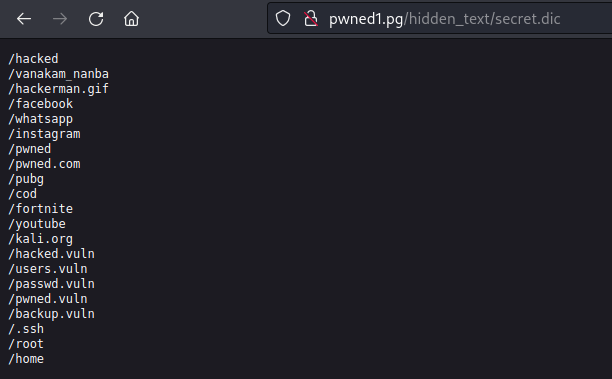 pwned1.pg/hidden_text/secret.dic
/hacked
/vanakam_nanba
/hackerman.gif
/facebook
/whatsapp
/instagram
/pwned
/pwned.com
/pubg
/cod
/fortnite
/youtube
/kali.org
/hacked.vuln
/users.vuln
/passwd.vuln
/pwned.vuln
/backup.vuln
/.ssh
/root
/home